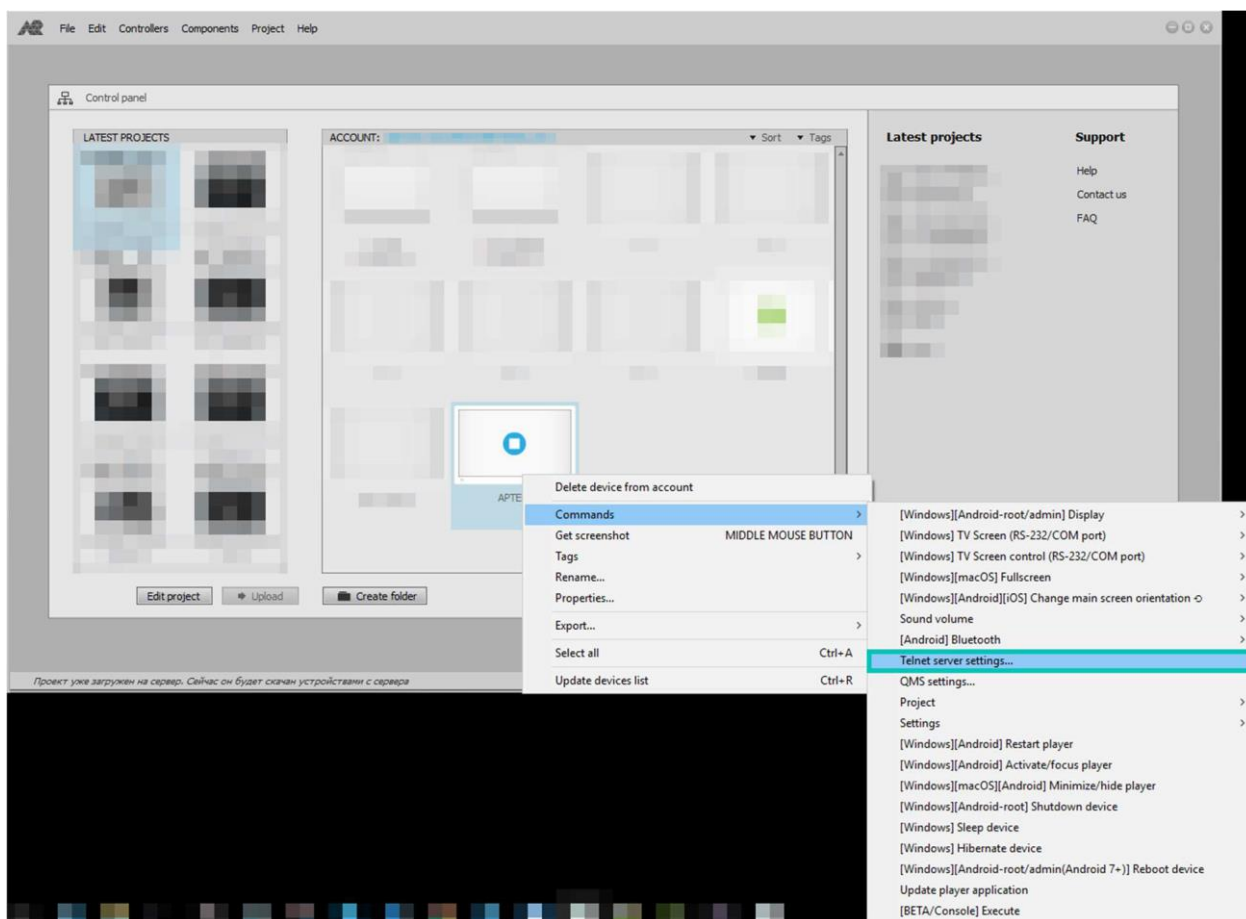 File Edit Controllers Components Project Help
Control panel
LATEST PROJECTS
ACCOUNT:
Sort Tags
Latest projects
Support
Help
Contact us
FAQ
APTE
Edit project
Upload
Create folder
Проект уже загружен на сервер. Сейчас он будет скачан устройствами с сервера
Delete device from account
Commands
Get screenshot MIDDLE MOUSE BUTTON
Tags
Rename...
Properties...
Export...
Select all Ctrl+A
Update devices list Ctrl+R
[Windows][Android-root/admin] Display
[Windows] TV Screen (RS-232/COM port)
[Windows] TV Screen control (RS-232/COM port)
[Windows][macOS] Fullscreen
[Windows][Android][iOS] Change main screen orientation
Sound volume
[Android] Bluetooth
Telnet server settings...
QMS settings...
Project
Settings
[Windows][Android] Restart player
[Windows][Android] Activate/focus player
[Windows][macOS][Android] Minimize/hide player
[Windows][Android-root] Shutdown device
[Windows] Sleep device
[Windows] Hibernate device
[Windows][Android-root/admin(Android 7+)] Reboot device
Update player application
[BETA/Console] Execute